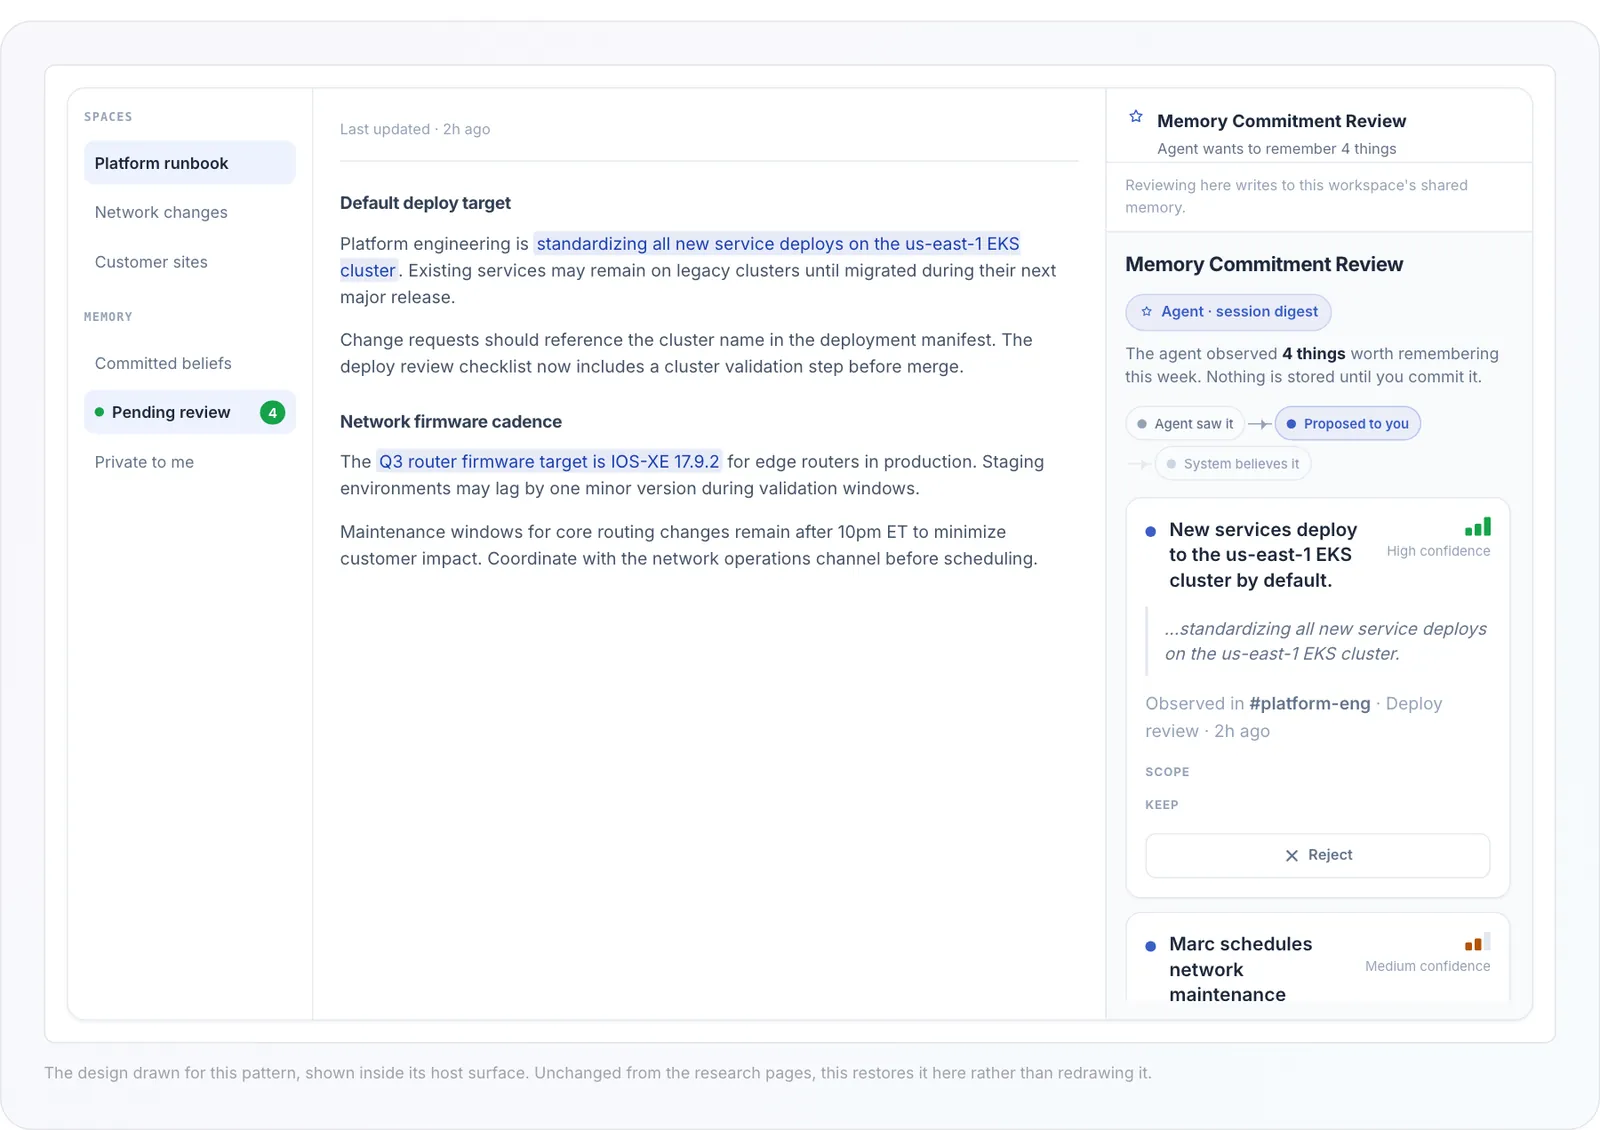 SPACES
Platform runbook
Network changes
Customer sites
MEMORY
Committed beliefs
Pending review 4
Private to me
Last updated · 2h ago
Default deploy target
Platform engineering is standardizing all new service deploys on the us-east-1 EKS
cluster. Existing services may remain on legacy clusters until migrated during their next
major release.
Change requests should reference the cluster name in the deployment manifest. The
deploy review checklist now includes a cluster validation step before merge.
Network firmware cadence
The Q3 router firmware target is IOS-XE 17.9.2 for edge routers in production. Staging
environments may lag by one minor version during validation windows.
Maintenance windows for core routing changes remain after 10pm ET to minimize
customer impact. Coordinate with the network operations channel before scheduling.
Memory Commitment Review
Agent wants to remember 4 things
Reviewing here writes to this workspace's shared
memory.
Memory Commitment Review
Agent · session digest
The agent observed 4 things worth remembering
this week. Nothing is stored until you commit it.
Agent saw it
Proposed to you
System believes it
New services deploy
to the us-east-1 EKS
cluster by default.
High confidence
...standardizing all new service deploys
on the us-east-1 EKS cluster.
Observed in #platform-eng · Deploy
review · 2h ago
SCOPE
KEEP
Reject
Marc schedules
network
maintenance
Medium confidence
The design drawn for this pattern, shown inside its host surface. Unchanged from the research pages, this restores it here rather than redrawing it.